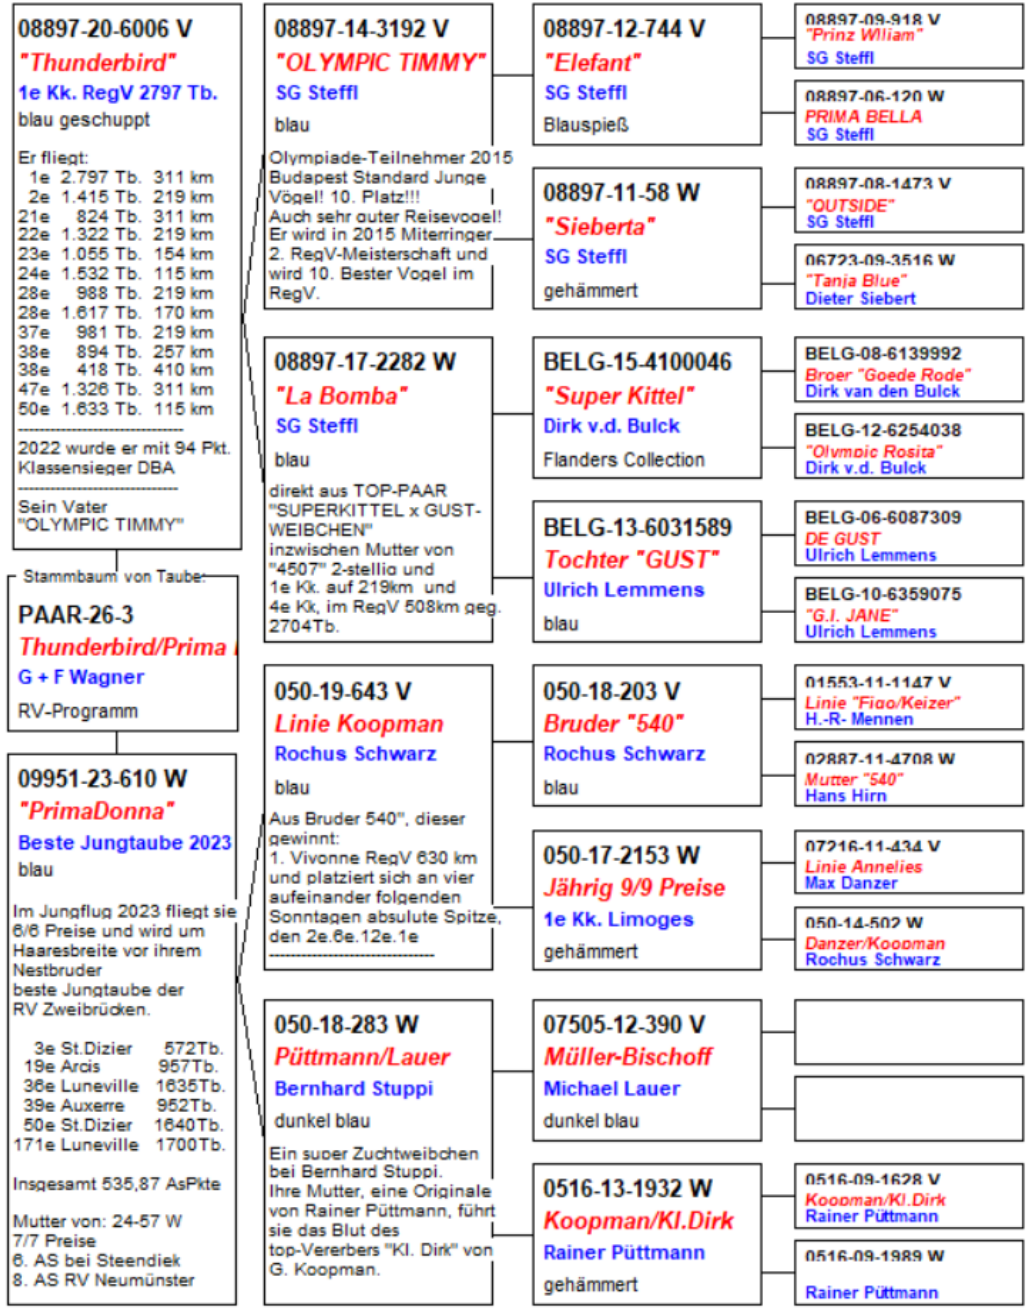 08897-20-6006 V
"Thunderbird"
1e Kk. RegV 2797 Tb.
blau geschuppt
Er fliegt:
1e 2.797 Tb. 311 km
2e 1.415 Tb. 219 km
21e 824 Tb. 311 km
22e 1.322 Tb. 219 km
23e 1.055 Tb. 154 km
24e 1.532 Tb. 115 km
28e 988 Tb. 219 km
28e 1.617 Tb. 170 km
37e 981 Tb. 219 km
38e 894 Tb. 257 km
38e 418 Tb. 410 km
47e 1.326 Tb. 311 km
50e 1.633 Tb. 115 km
------------------------------
2022 wurde er mit 94 Pkt.
Klassensieger DBA
------------------------------
Sein Vater
"OLYMPIC TIMMY"
Stammbaum von Taube:
PAAR-26-3
Thunderbird/Prima
G + F Wagner
RV-Programm
09951-23-610 W
"PrimaDonna"
Beste Jungtaube 2023
blau
Im Jungflug 2023 fliegt sie
6/6 Preise und wird um
Haaresbreite vor ihrem
Nestbruder
beste Jungtaube der
RV Zweibrücken.
3e St.Dizier 572Tb.
19e Arcis 957Tb.
36e Luneville 1635Tb.
39e Auxerre 952Tb.
50e St.Dizier 1640Tb.
171e Luneville 1700Tb.
Insgesamt 535,87 AsPkte
Mutter von: 24-57 W
7/7 Preise
6. AS bei Steendiek
8. AS RV Neumünster
08897-14-3192 V
"OLYMPIC TIMMY"
SG Steffl
blau
Olympiade-Teilnehmer 2015
Budapest Standard Junge
Vögel! 10. Platz!!!
Auch sehr guter Reisevogel!
Er wird in 2015 Miterringer
2. RegV-Meisterschaft und
wird 10. Bester Vogel im
RegV.
08897-17-2282 W
"La Bomba"
SG Steffl
blau
direkt aus TOP-PAAR
"SUPERKITTEL x GUST-
WEIBCHEN"
inzwischen Mutter von
"4507" 2-stellig und
1e Kk. auf 219km und
4e Kk, im RegV 508km geg.
2704Tb.
050-19-643 V
Linie Koopman
Rochus Schwarz
blau
Aus Bruder 540", dieser
gewinnt:
1. Vivonne RegV 630 km
und platziert sich an vier
aufeinander folgenden
Sonntagen absulute Spitze,
den 2e.6e.12e.1e
------------------------------
050-18-283 W
Püttmann/Lauer
Bernhard Stuppi
dunkel blau
Ein super Zuchtweibchen
bei Bernhard Stuppi.
Ihre Mutter, eine Originale
von Rainer Püttmann, führt
sie das Blut des
top-Vererbers "Kl. Dirk" von
G. Koopman.
08897-12-744 V
"Elefant"
SG Steffl
Blauspieß
08897-11-58 W
"Sieberta"
SG Steffl
gehämmert
BELG-15-4100046
"Super Kittel"
Dirk v.d. Bulck
Flanders Collection
BELG-13-6031589
Tochter "GUST"
Ulrich Lemmens
blau
050-18-203 V
Bruder "540"
Rochus Schwarz
blau
050-17-2153 W
Jährig 9/9 Preise
1e Kk. Limoges
gehämmert
07505-12-390 V
Müller-Bischoff
Michael Lauer
dunkel blau
0516-13-1932 W
Koopman/Kl.Dirk
Rainer Püttmann
gehämmert
08897-09-918 V
"Prinz William"
SG Steffl
08897-06-120 W
PRIMA BELLA
SG Steffl
08897-08-1473 V
"OUTSIDE"
SG Steffl
06723-09-3516 W
"Tanja Blue"
Dieter Siebert
BELG-08-6139992
Broer "Goede Rode"
Dirk van den Bulck
BELG-12-6254038
"Olympic Rosita"
Dirk v.d. Bulck
BELG-06-6087309
DE GUST
Ulrich Lemmens
BELG-10-6359075
"G.I. JANE"
Ulrich Lemmens
01553-11-1147 V
Linie "Figo/Keizer"
H.-R- Mennen
02887-11-4708 W
Mutter "540"
Hans Hirn
07216-11-434 V
Linie Annelies
Max Danzer
050-14-502 W
Danzer/Koopman
Rochus Schwarz
0516-09-1628 V
Koopman/Kl.Dirk
Rainer Püttmann
0516-09-1989 W
Rainer Püttmann